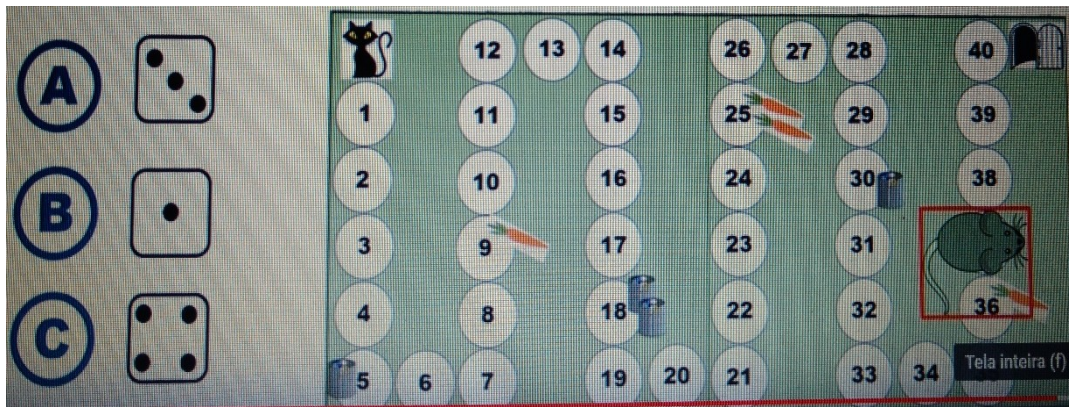 A
B
C
12 13 14 26 27 28 40
1 11 15 25 29 39
2 10 16 24 30 38
3 9 17 23 31
4 8 18 22 32 36
5 6 7 19 20 21 33 34
Tela inteira (f)